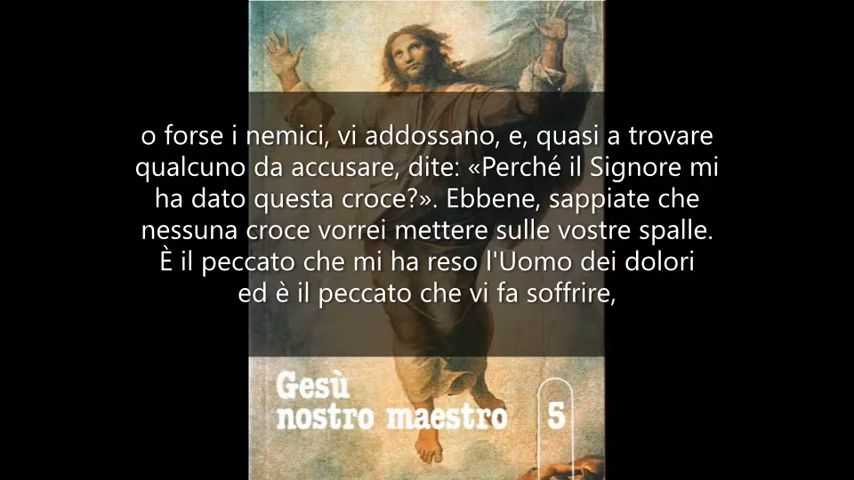 o forse i nemici, vi addossano, e, quasi a trovare
qualcuno da accusare, dite: «Perché il Signore mi
ha dato questa croce?». Ebbene, sappiate che
nessuna croce vorrei mettere sulle vostre spalle.
È il peccato che mi ha reso l'Uomo dei dolori
ed è il peccato che vi fa soffrire,
Gesù
nostro maestro 5